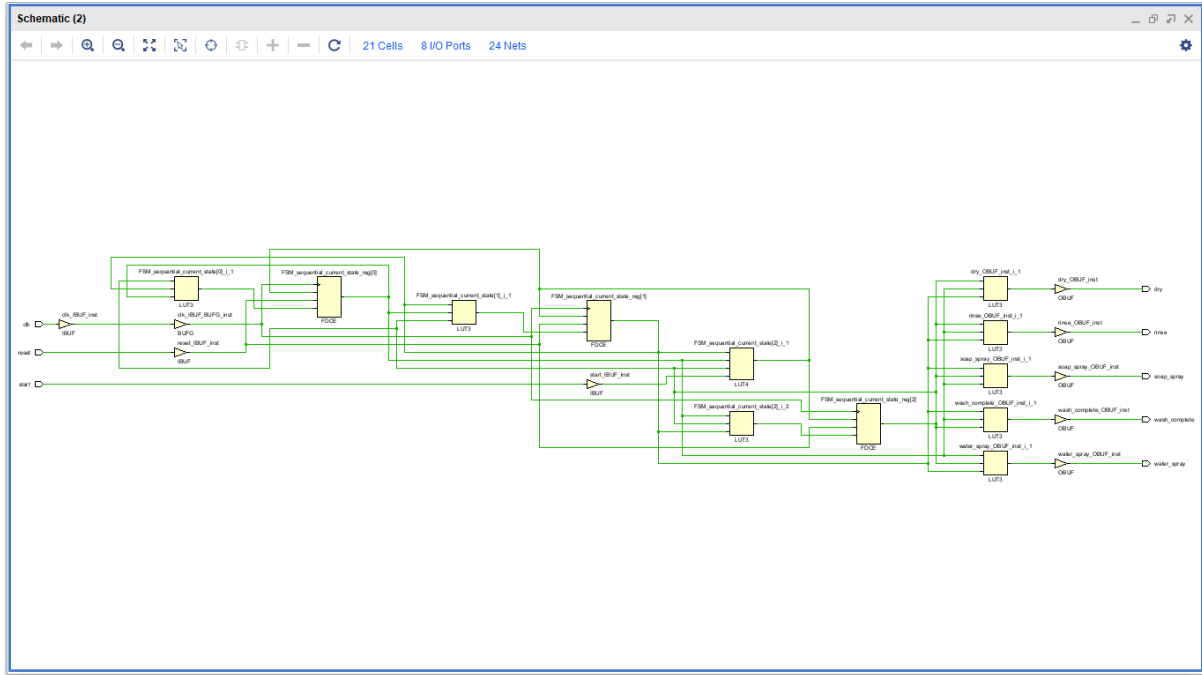 Schematic (2)
21 Cells 8 I/O Ports 24 Nets
FSM_sequential_current_state[0]_i_1
LUT3
FSM_sequential_current_state_reg[0]
FDCE
FSM_sequential_current_state[1]_i_1
LUT3
FSM_sequential_current_state_reg[1]
FDCE
FSM_sequential_current_state[2]_i_1
LUT4
FSM_sequential_current_state[2]_i_2
LUT3
FSM_sequential_current_state_reg[2]
FDCE
clk
clk_IBUF_inst
IBUF
clk_IBUF_BUFG_inst
BUFG
reset
reset_IBUF_inst
IBUF
start
start_IBUF_inst
IBUF
dry_OBUF_inst_i_1
LUT3
dry_OBUF_inst
OBUF
dry
rinse_OBUF_inst_i_1
LUT3
rinse_OBUF_inst
OBUF
rinse
soap_spray_OBUF_inst_i_1
LUT3
soap_spray_OBUF_inst
OBUF
soap_spray
wash_complete_OBUF_inst_i_1
LUT3
wash_complete_OBUF_inst
OBUF
wash_complete
water_spray_OBUF_inst_i_1
LUT3
water_spray_OBUF_inst
OBUF
water_spray